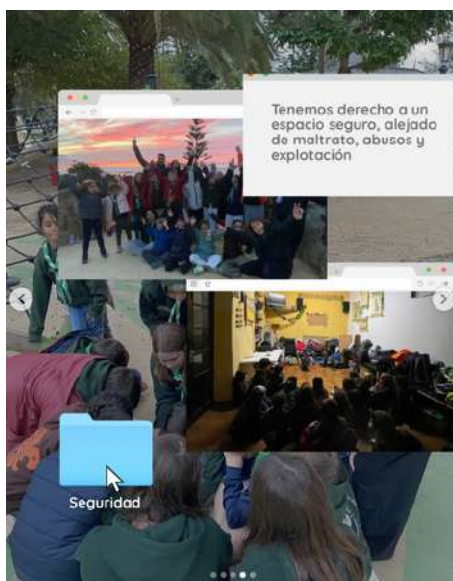 Tenemos derecho a un
espacio seguro, alejado
de maltrato, abusos y
explotación
Seguridad